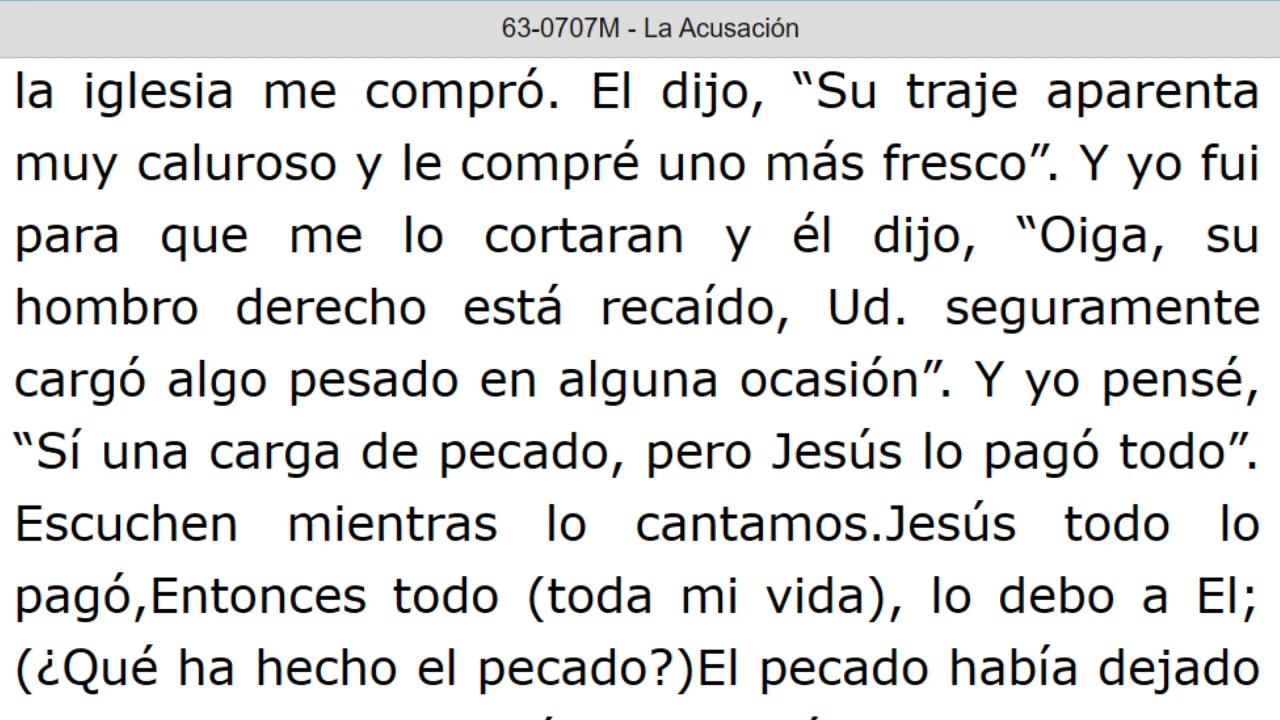 63-0707M - La Acusación
la iglesia me compró. El dijo, “Su traje aparenta
muy caluroso y le compré uno más fresco”. Y yo fui
para que me lo cortaran y él dijo, “Oiga, su
hombro derecho está recaído, Ud. seguramente
cargó algo pesado en alguna ocasión”. Y yo pensé,
“Sí una carga de pecado, pero Jesús lo pagó todo”.
Escuchen mientras lo cantamos.Jesús todo lo
pagó,Entonces todo (toda mi vida), lo debo a El;
(¿Qué ha hecho el pecado?)El pecado había dejado